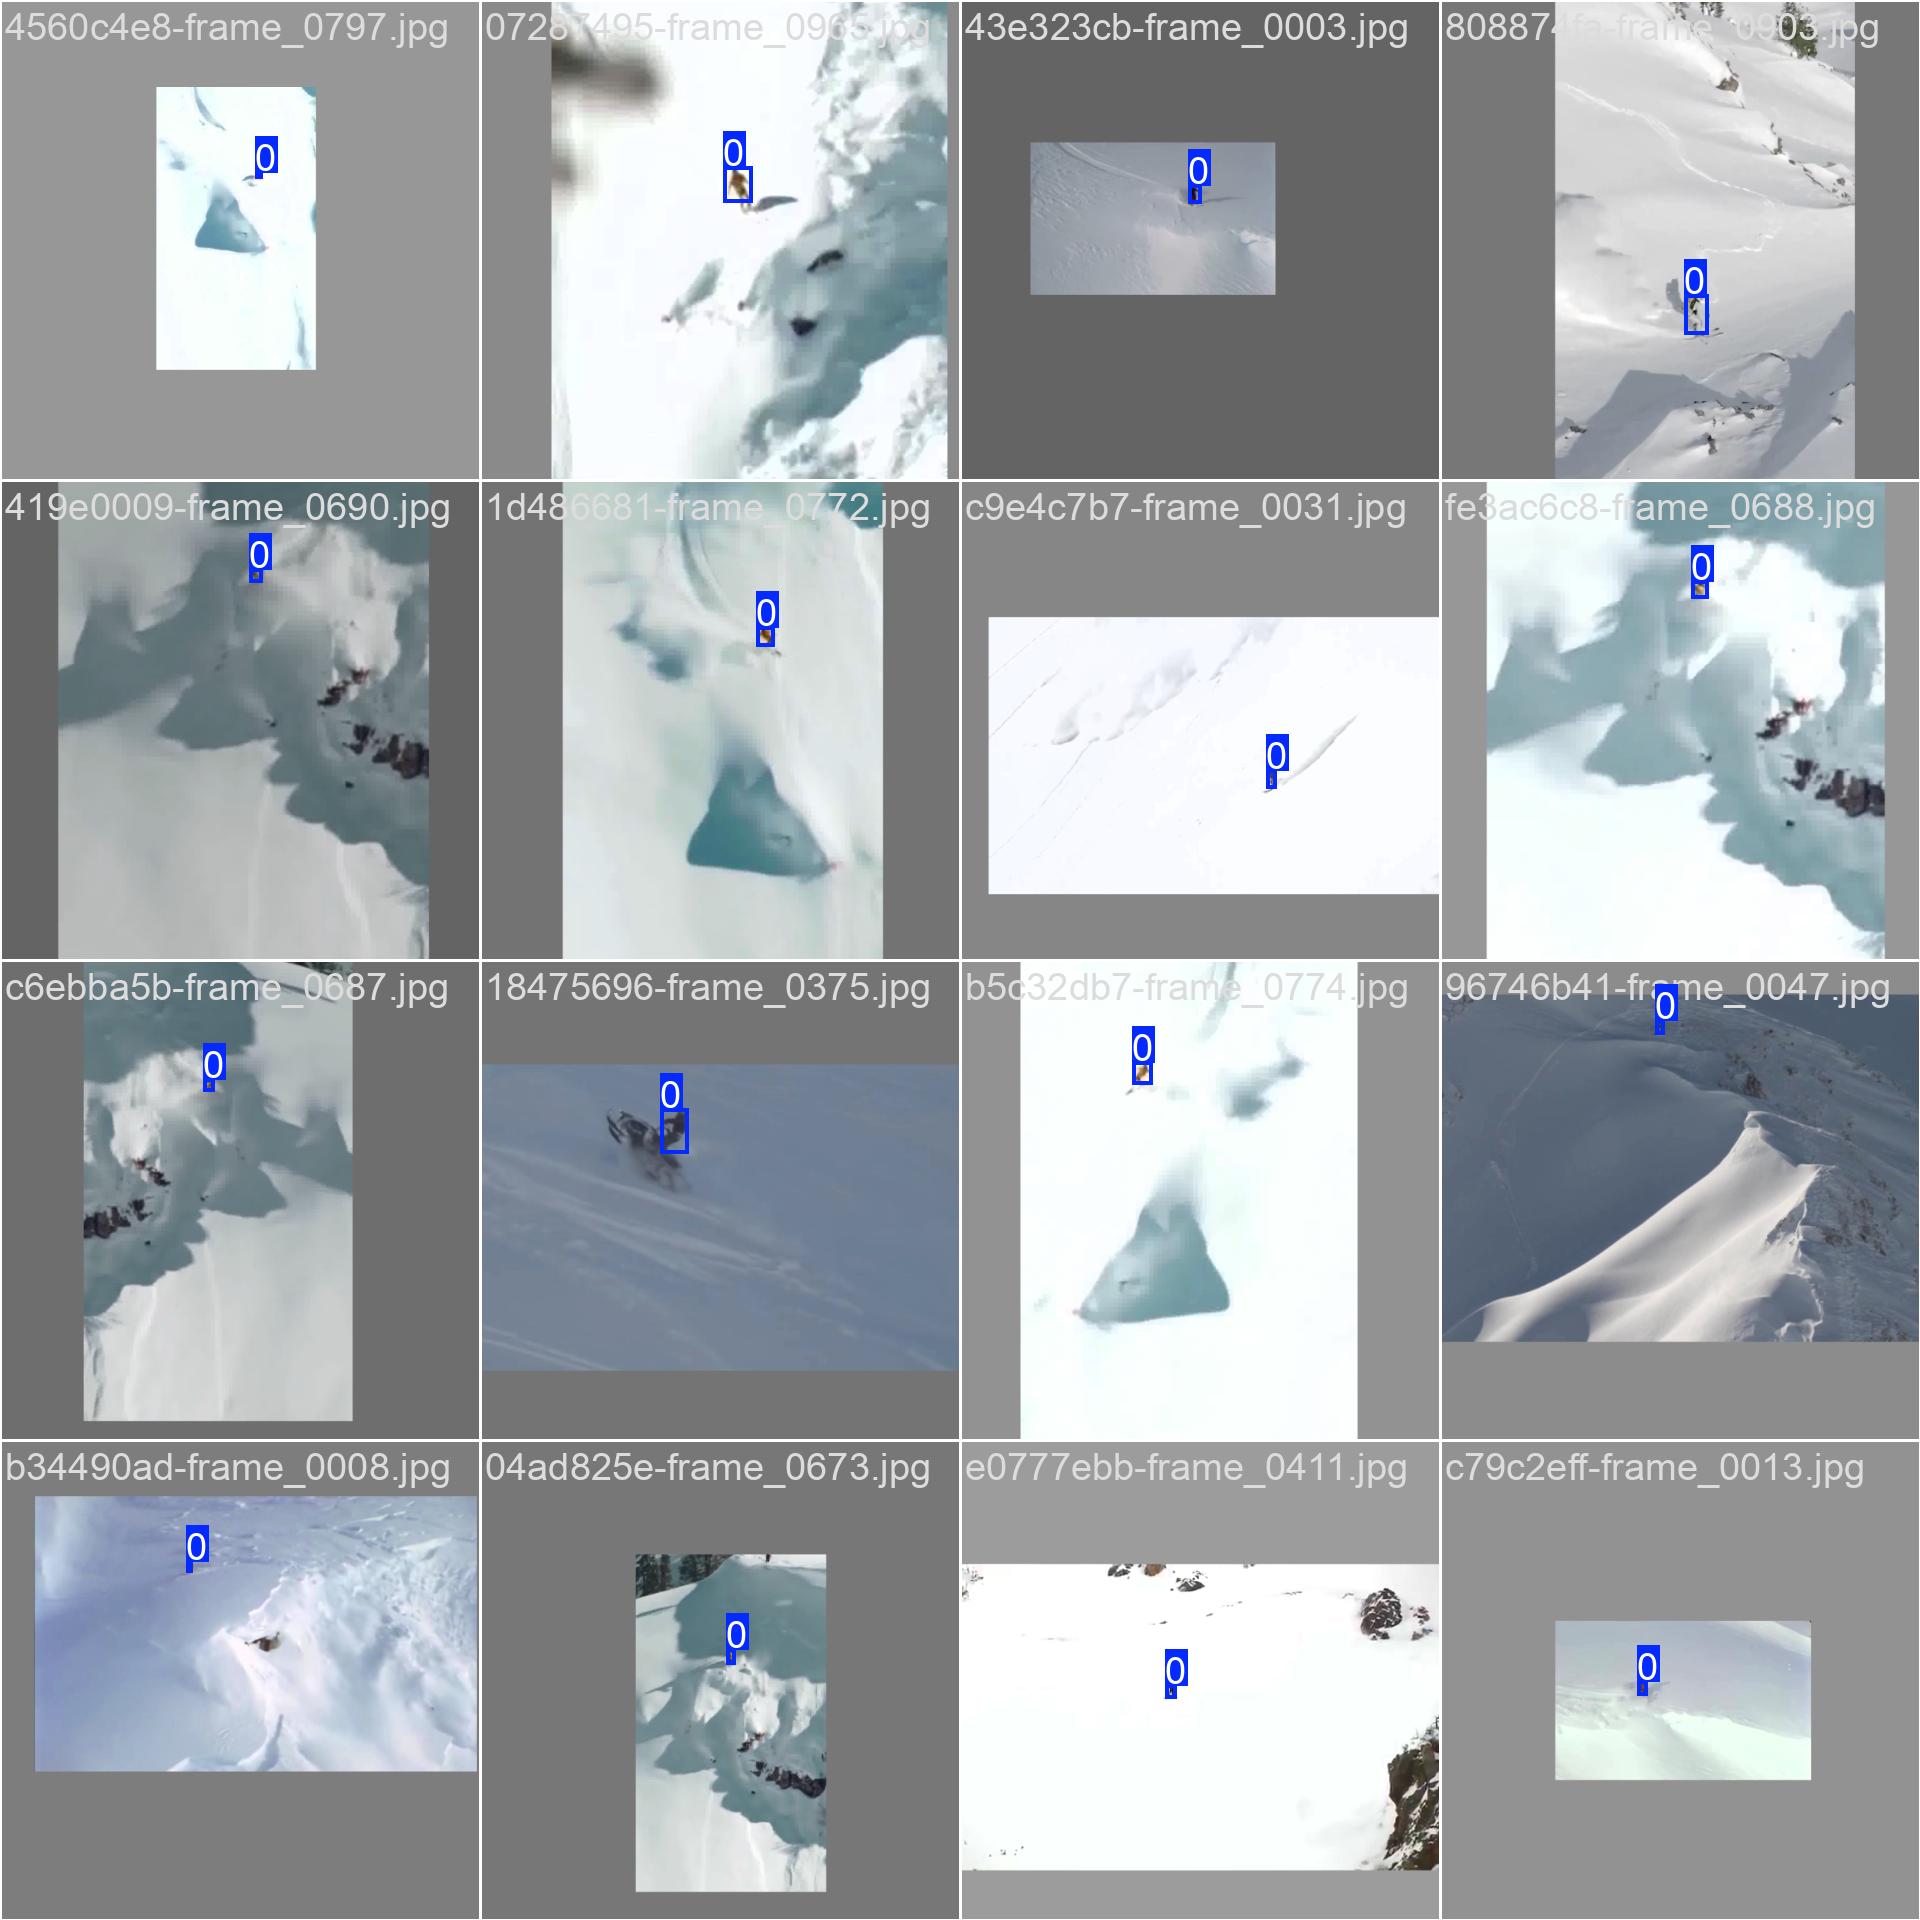 4560c4e8-frame_0797.jpg
07287495-frame_0965.jpg
43e323cb-frame_0003.jpg
808874fa-frame_0903.jpg
0
0
0
0
419e0009-frame_0690.jpg
1d486681-frame_0772.jpg
c9e4c7b7-frame_0031.jpg
fe3ac6c8-frame_0688.jpg
0
0
0
0
c6ebba5b-frame_0687.jpg
18475696-frame_0375.jpg
b5c32db7-frame_0774.jpg
96746b41-frame_0047.jpg
0
0
0
0
b34490ad-frame_0008.jpg
04ad825e-frame_0673.jpg
e0777ebb-frame_0411.jpg
c79c2eff-frame_0013.jpg
0
0
0
0